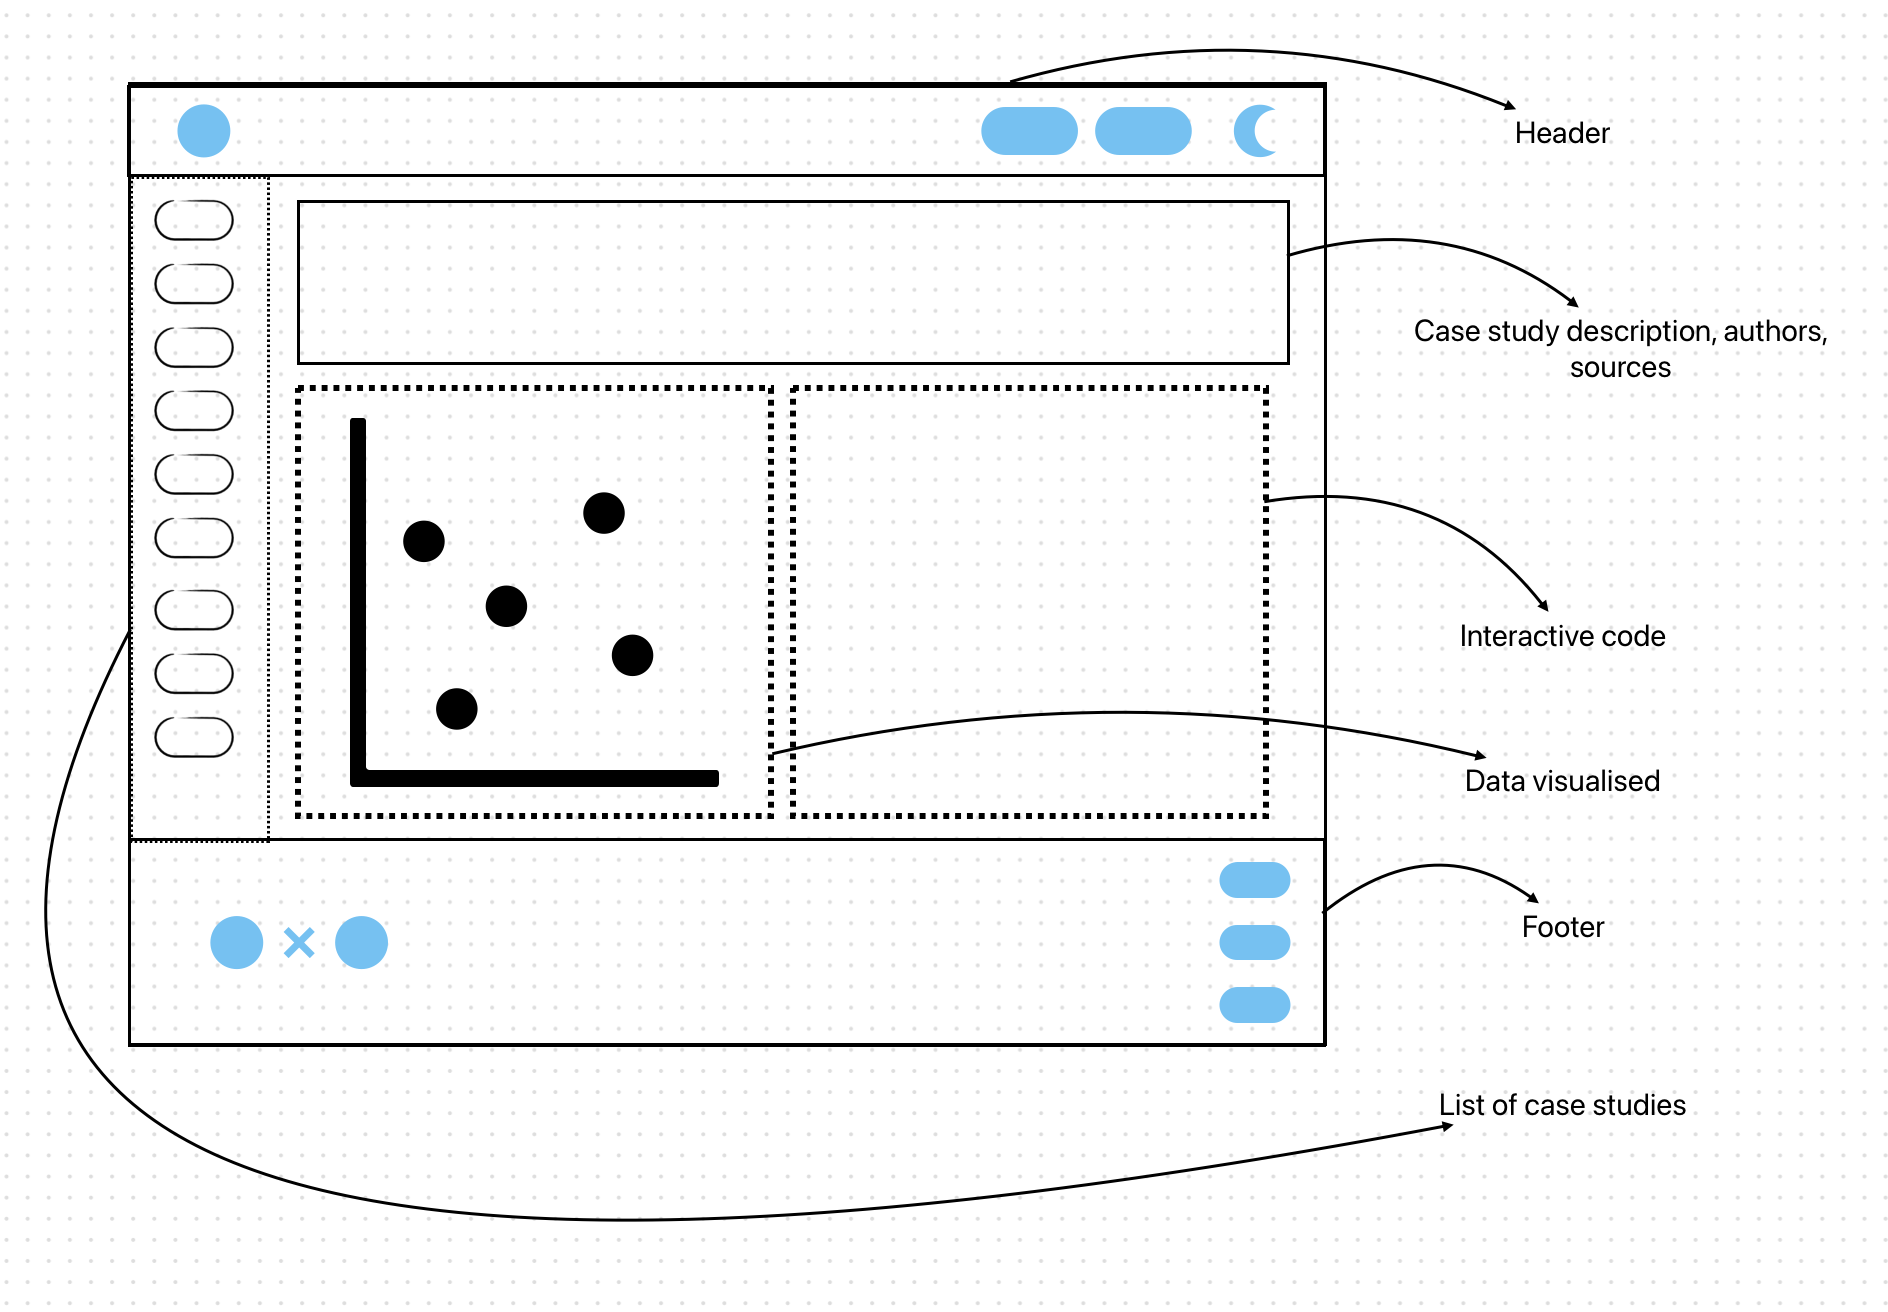 Header
Case study description, authors,
sources
Interactive code
Data visualised
Footer
List of case studies